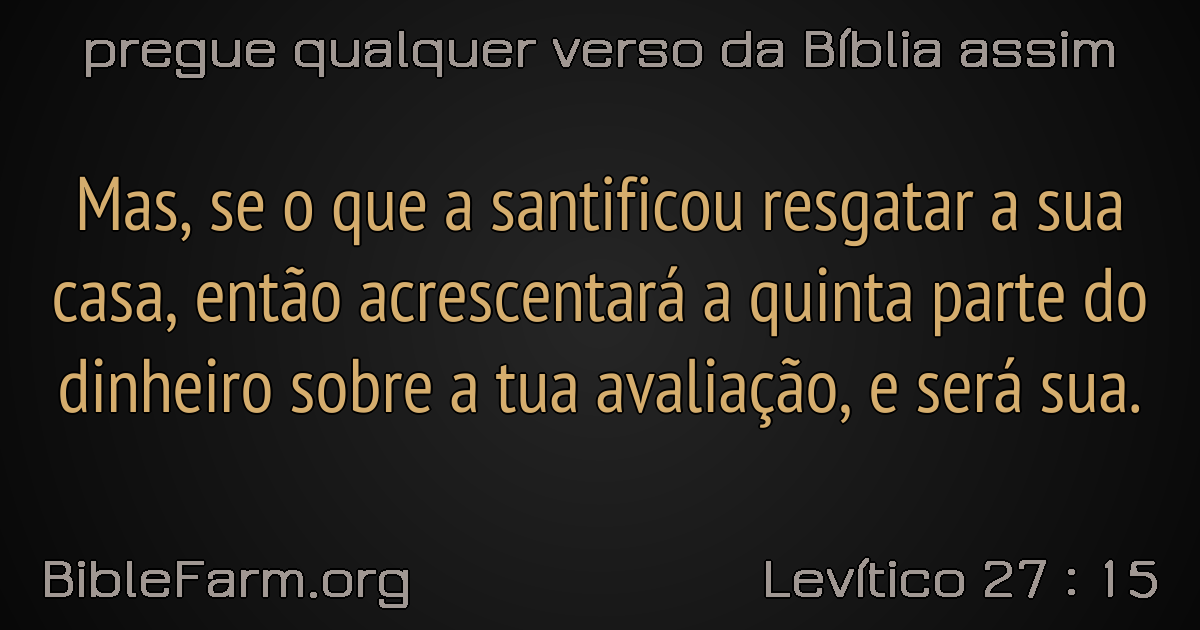 pregue qualquer verso da Bíblia assim
Mas, se o que a santificou resgatar a sua
casa, então acrescentará a quinta parte do
dinheiro sobre a tua avaliação, e será sua.
BibleFarm.org
Levítico 27 : 15